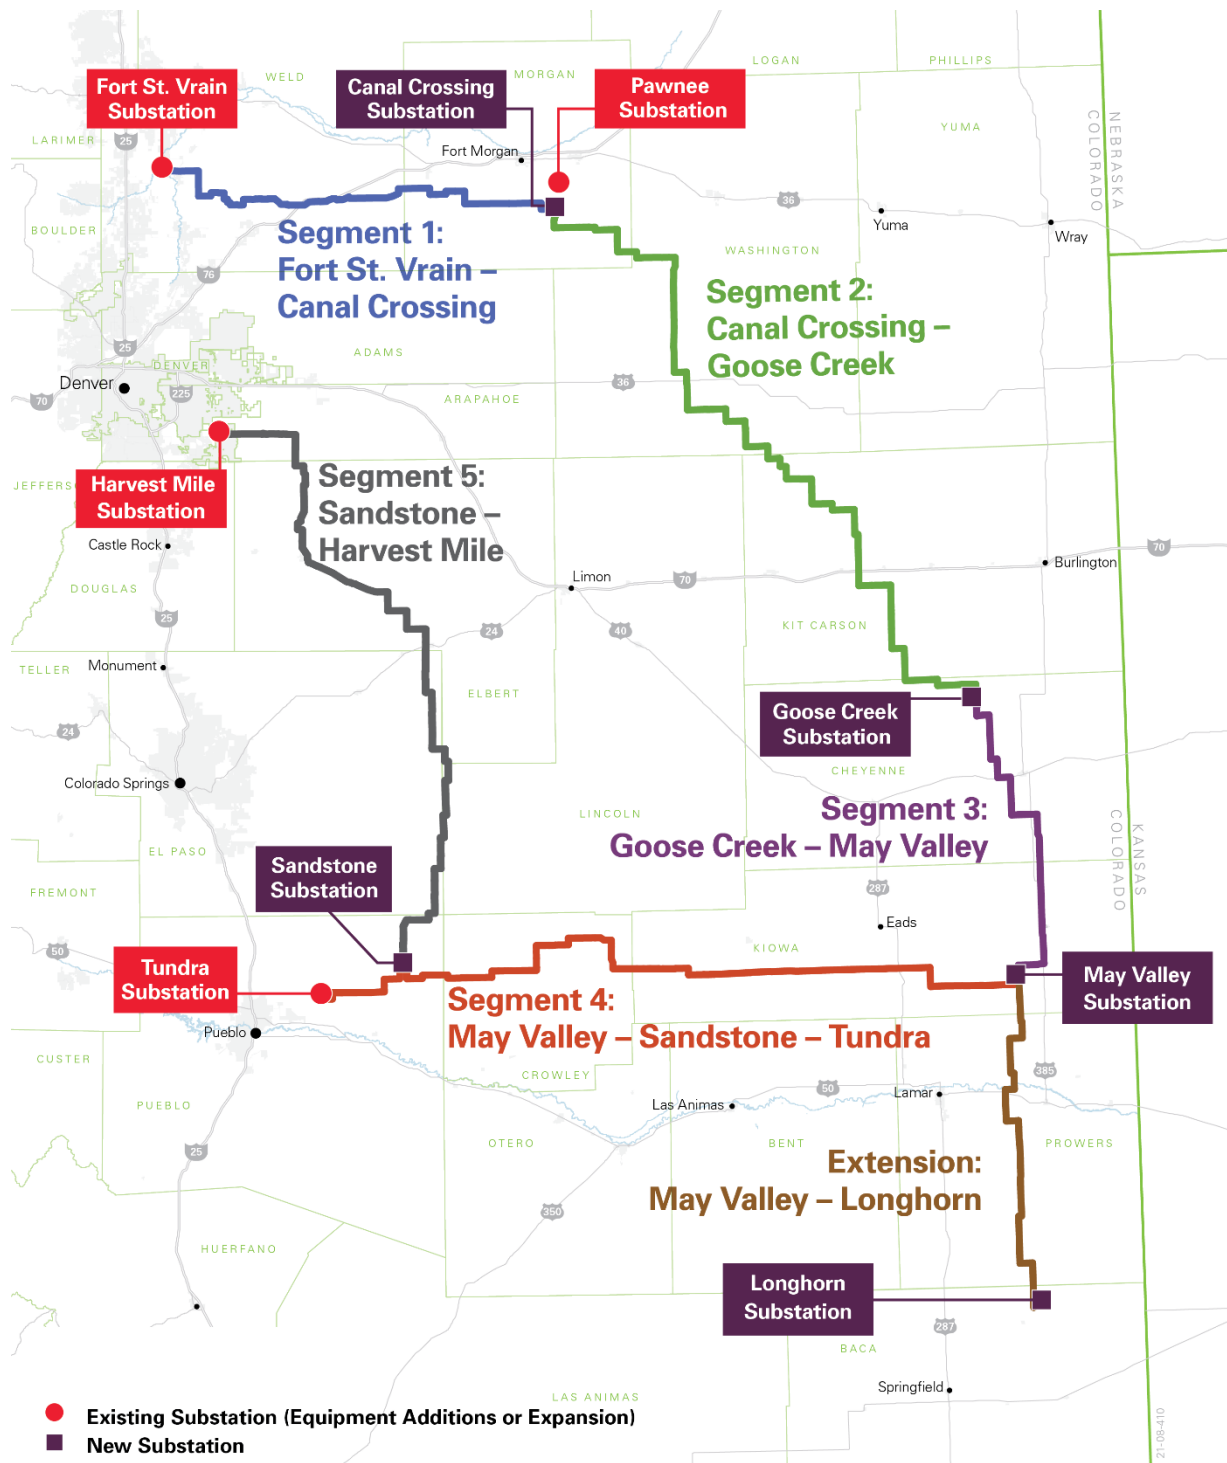 LOGAN
PHILLIPS
WELD
MORGAN
Fort St. Vrain
Substation
Canal Crossing
Substation
Pawnee
Substation
NEBRASKA
COLORADO
YUMA
LARIMER
25
Fort Morgan
36
Yuma
Wray
BOULDER
WASHINGTON
Segment 1:
Fort St. Vrain –
Canal Crossing
76
Segment 2:
Canal Crossing –
Goose Creek
25
ADAMS
DENVER
Denver
36
70
225
ARAPAHOE
Segment 5:
Sandstone –
Harvest Mile
JEFFERS
Harvest Mile
Substation
Castle Rock
70
Burlington
Limon
70
DOUGLAS
25
24
40
KIT CARSON
TELLER
Monument
ELBERT
Goose Creek
Substation
24
CHEYENNE
Colorado Springs
Segment 3:
Goose Creek – May Valley
LINCOLN
KANSAS
COLORADO
EL PASO
Sandstone
Substation
FREMONT
287
Eads
50
KIOWA
Tundra
Substation
May Valley
Substation
Segment 4:
May Valley – Sandstone – Tundra
Pueblo
CUSTER
CROWLEY
385
50
Lamar
PUEBLO
Las Animas
OTERO
BENT
PROWERS
25
Extension:
May Valley – Longhorn
350
HUERFANO
Longhorn
Substation
287
BACA
Springfield
LAS ANIMAS
Existing Substation (Equipment Additions or Expansion)
New Substation
21-08-410